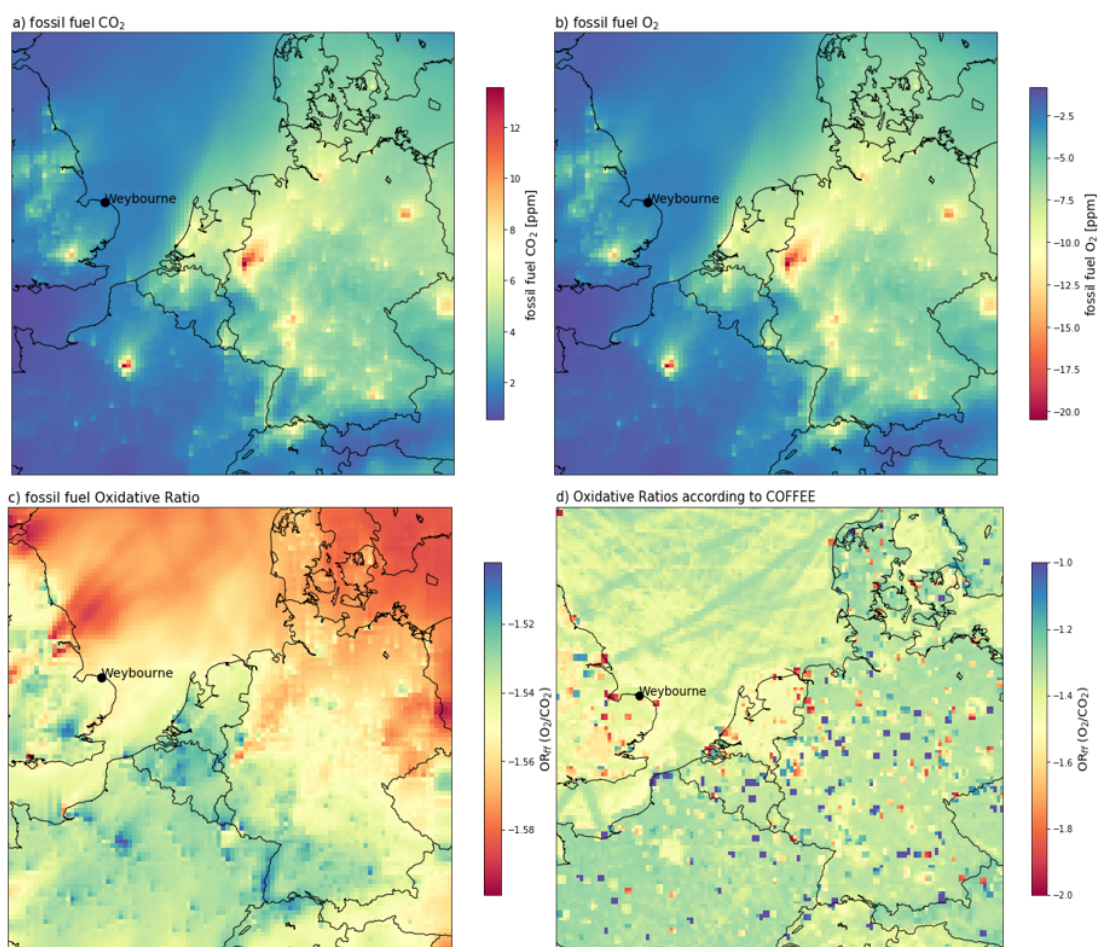 a) fossil fuel CO₂
b) fossil fuel O₂
Weybourne
12
10
8
6
4
2
fossil fuel CO₂ [ppm]
Weybourne
−2.5
−5.0
−7.5
−10.0
−12.5
−15.0
−17.5
−20.0
fossil fuel O₂ [ppm]
c) fossil fuel Oxidative Ratio
d) Oxidative Ratios according to COFFEE
Weybourne
−1.52
−1.54
−1.56
−1.58
ORff (O₂/CO₂)
Weybourne
−1.0
−1.2
−1.4
−1.6
−1.8
−2.0
ORff (O₂/CO₂)